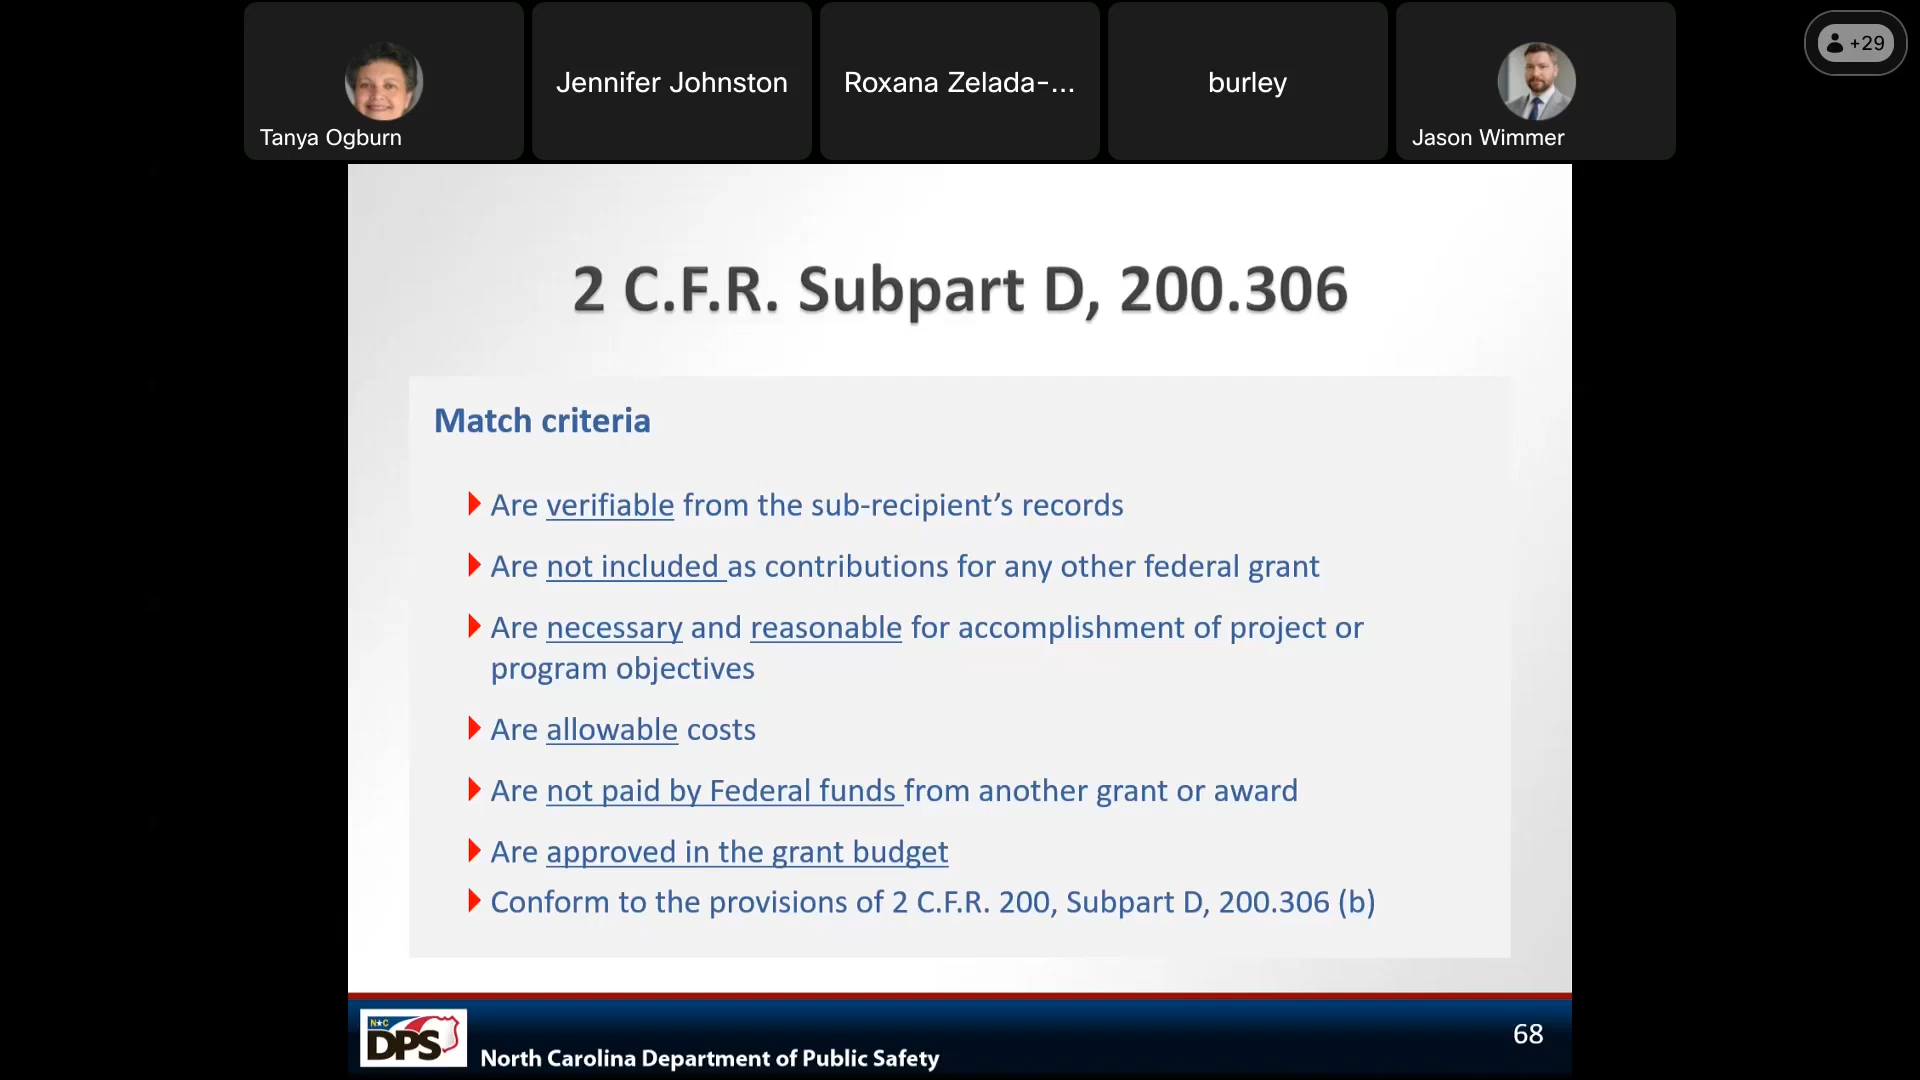 Tanya Ogburn
Jennifer Johnston
Roxana Zelada-...
burley
Jason Wimmer
+29
2 C.F.R. Subpart D, 200.306
Match criteria
Are verifiable from the sub-recipient’s records
Are not included as contributions for any other federal grant
Are necessary and reasonable for accomplishment of project or
program objectives
Are allowable costs
Are not paid by Federal funds from another grant or award
Are approved in the grant budget
Conform to the provisions of 2 C.F.R. 200, Subpart D, 200.306 (b)
N★C
DPS
North Carolina Department of Public Safety
68